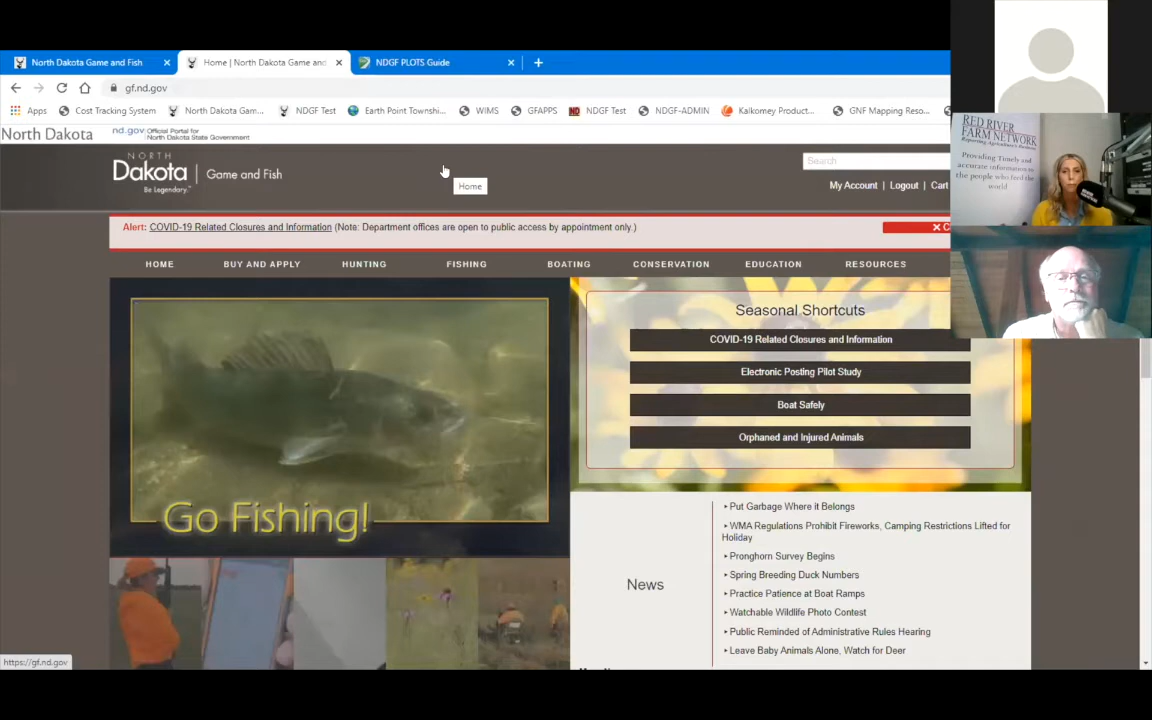 North Dakota Game and Fish
Home | North Dakota Game and
NDGF PLOTS Guide
gf.nd.gov
Apps
Cost Tracking System
North Dakota Gam...
NDGF Test
Earth Point Townshi...
WIMS
GFAPPS
NDGF Test
NDGF-ADMIN
Kalkomey Product...
GNF Mapping Reso...
North Dakota
nd.gov Official Portal for
North Dakota State Government
NORTH
Dakota
Be Legendary.™
Game and Fish
Home
Search
My Account | Logout | Cart
Alert: COVID-19 Related Closures and Information (Note: Department offices are open to public access by appointment only.)
HOME
BUY AND APPLY
HUNTING
FISHING
BOATING
CONSERVATION
EDUCATION
RESOURCES
Seasonal Shortcuts
COVID-19 Related Closures and Information
Electronic Posting Pilot Study
Boat Safely
Orphaned and Injured Animals
Go Fishing!
News
Put Garbage Where it Belongs
WMA Regulations Prohibit Fireworks, Camping Restrictions Lifted for
Holiday
Pronghorn Survey Begins
Spring Breeding Duck Numbers
Practice Patience at Boat Ramps
Watchable Wildlife Photo Contest
Public Reminded of Administrative Rules Hearing
Leave Baby Animals Alone, Watch for Deer
https://gf.nd.gov
RED RIVER
FARM NETWORK
Reporting Agriculture's Business
Providing Timely and
accurate information to
the people who feed the
world